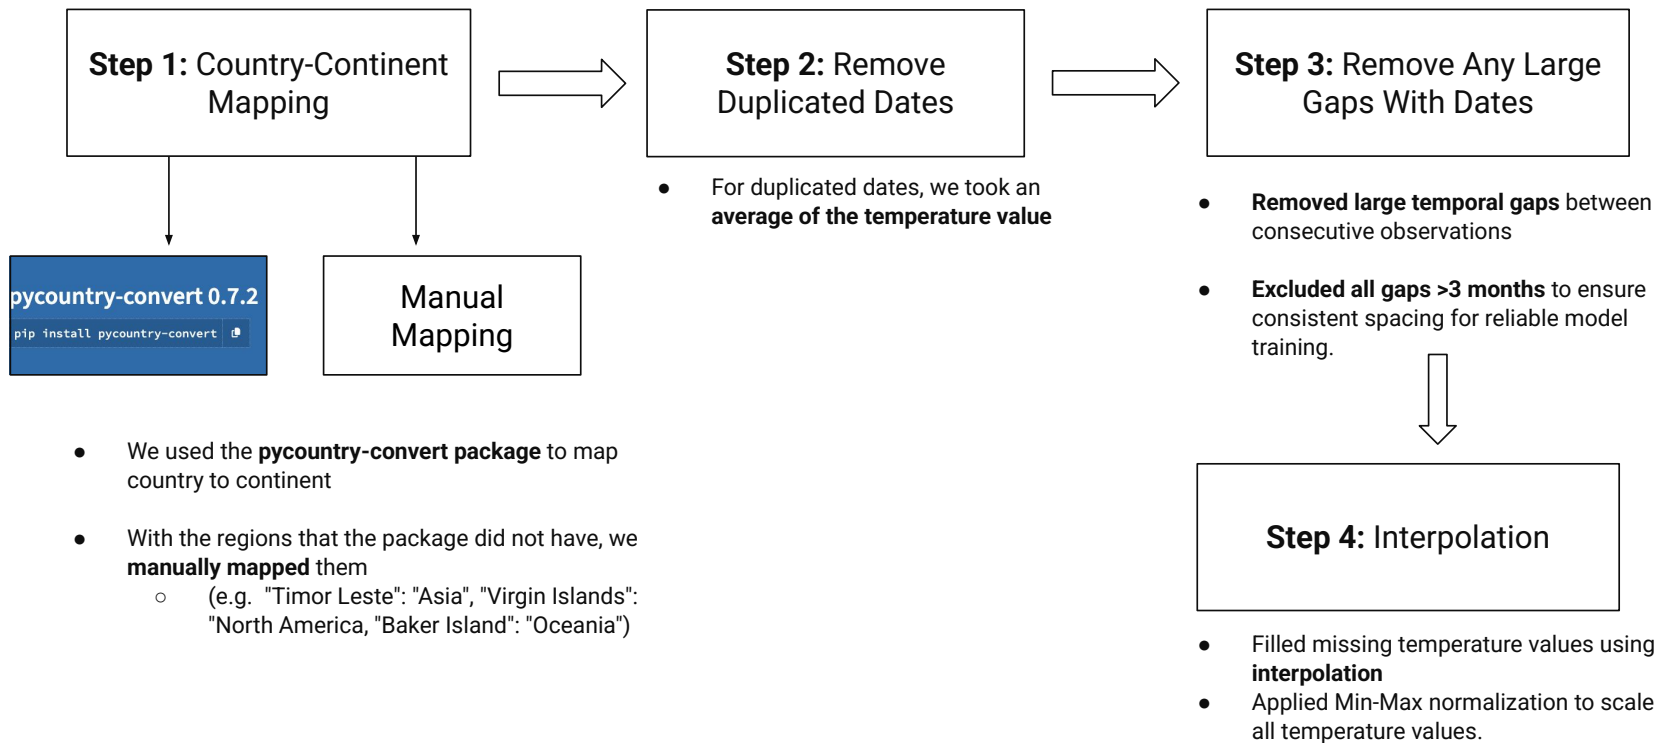 Step 1: Country-Continent
Mapping
pycountry-convert 0.7.2
pip install pycountry-convert
Manual
Mapping
● We used the pycountry-convert package to map
country to continent
● With the regions that the package did not have, we
manually mapped them
○ (e.g. "Timor Leste": "Asia", "Virgin Islands":
"North America, "Baker Island": "Oceania")
Step 2: Remove
Duplicated Dates
● For duplicated dates, we took an
average of the temperature value
Step 3: Remove Any Large
Gaps With Dates
● Removed large temporal gaps between
consecutive observations
● Excluded all gaps >3 months to ensure
consistent spacing for reliable model
training.
Step 4: Interpolation
● Filled missing temperature values using
interpolation
● Applied Min-Max normalization to scale
all temperature values.